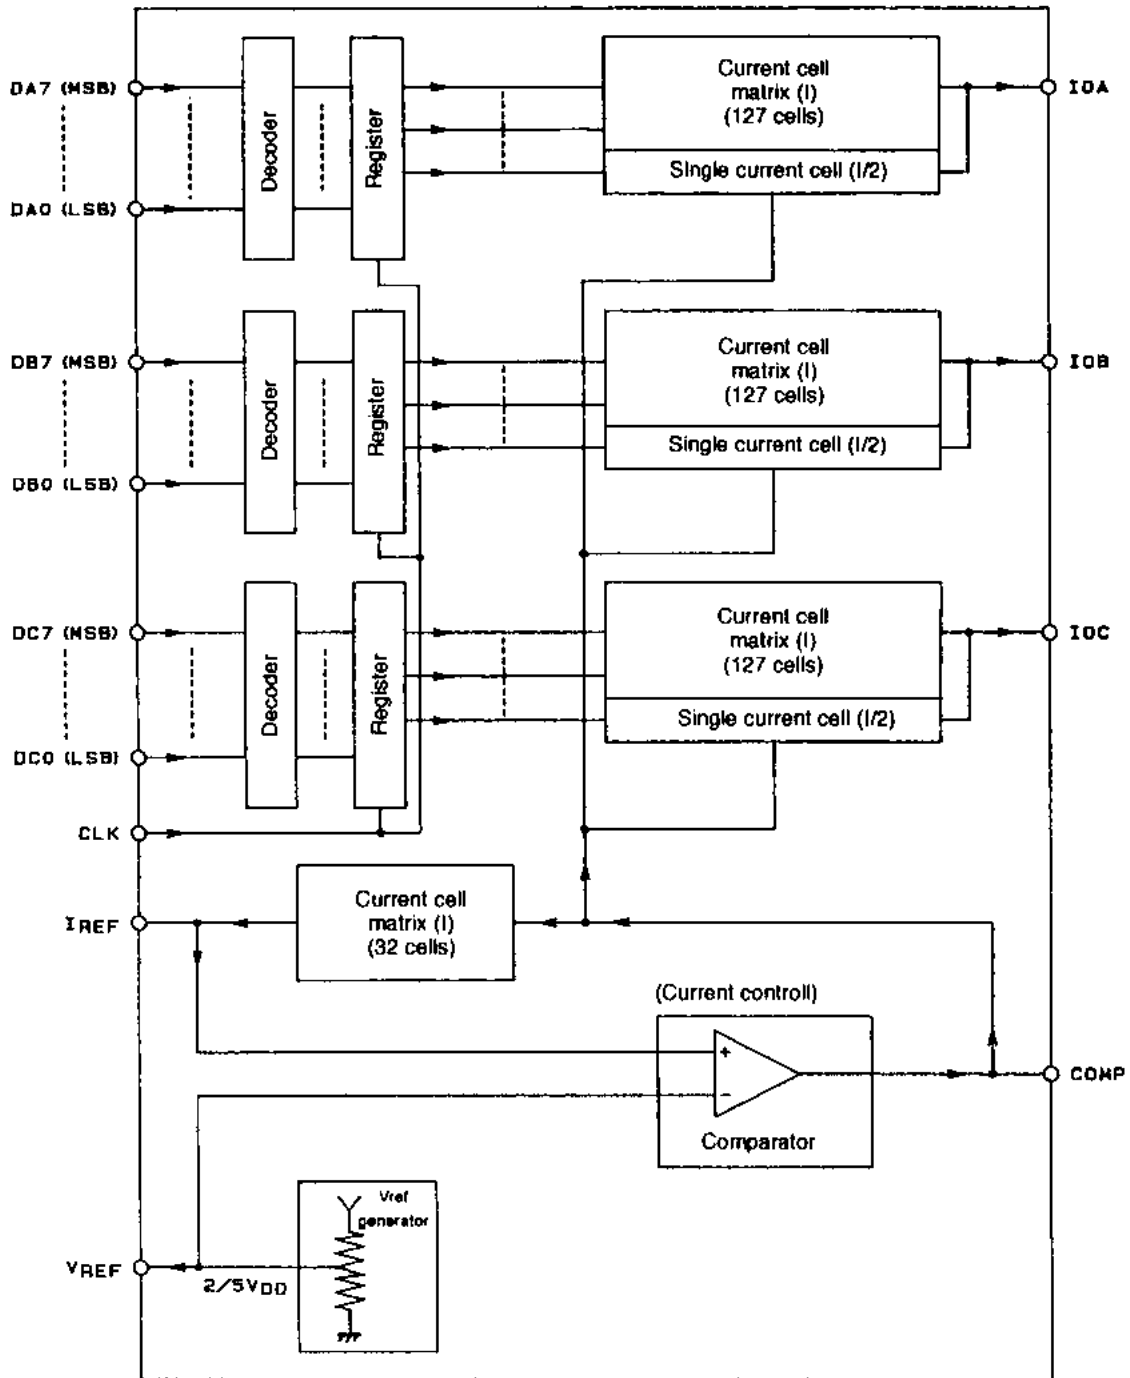 DA7 (MSB)
DA0 (LSB)
Decoder
Register
Current cell
matrix (I)
(127 cells)
Single current cell (I/2)
IOA
DB7 (MSB)
DB0 (LSB)
Decoder
Register
Current cell
matrix (I)
(127 cells)
Single current cell (I/2)
IOB
DC7 (MSB)
DC0 (LSB)
Decoder
Register
Current cell
matrix (I)
(127 cells)
Single current cell (I/2)
IOC
CLK
IREF
Current cell
matrix (I)
(32 cells)
(Current controll)
+
−
Comparator
COMP
Vref
generator
VREF
2/5VDD